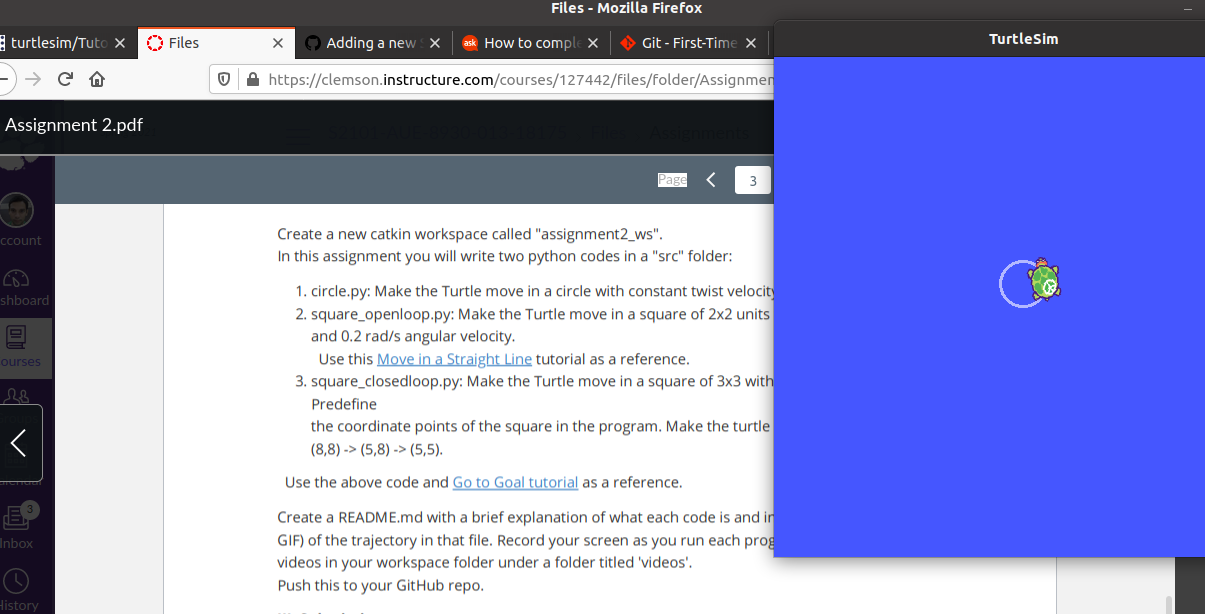 Files - Mozilla Firefox
turtlesim/Tuto
Files
Adding a new
ask How to comple
Git - First-Time
TurtleSim
https://clemson.instructure.com/courses/127442/files/folder/Assignmen
Assignment 2.pdf
Page
3
ccount
shboard
ourses
3
Inbox
History
Create a new catkin workspace called "assignment2_ws".
In this assignment you will write two python codes in a "src" folder:
1. circle.py: Make the Turtle move in a circle with constant twist velocity
2. square_openloop.py: Make the Turtle move in a square of 2x2 units
and 0.2 rad/s angular velocity.
Use this Move in a Straight Line tutorial as a reference.
3. square_closedloop.py: Make the Turtle move in a square of 3x3 with
Predefine
the coordinate points of the square in the program. Make the turtle
(8,8) -> (5,8) -> (5,5).
Use the above code and Go to Goal tutorial as a reference.
Create a README.md with a brief explanation of what each code is and in
GIF) of the trajectory in that file. Record your screen as you run each prog
videos in your workspace folder under a folder titled 'videos'.
Push this to your GitHub repo.